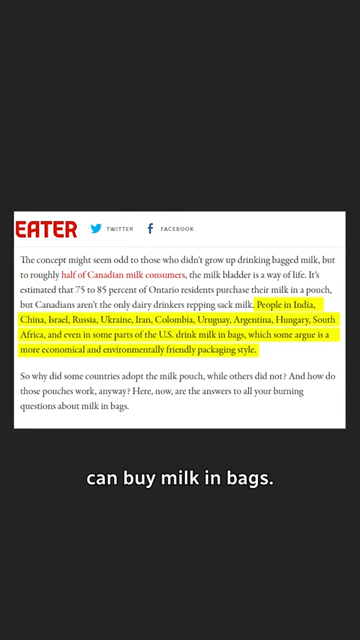 EATER TWITTER FACEBOOK
The concept might seem odd to those who didn't grow up drinking bagged milk, but
to roughly half of Canadian milk consumers, the milk bladder is a way of life. It's
estimated that 75 to 85 percent of Ontario residents purchase their milk in a pouch,
but Canadians aren't the only dairy drinkers repping sack milk. People in India,
China, Israel, Russia, Ukraine, Iran, Colombia, Uruguay, Argentina, Hungary, South
Africa, and even in some parts of the U.S. drink milk in bags, which some argue is a
more economical and environmentally friendly packaging style.
So why did some countries adopt the milk pouch, while others did not? And how do
those pouches work, anyway? Here, now, are the answers to all your burning
questions about milk in bags.
can buy milk in bags.